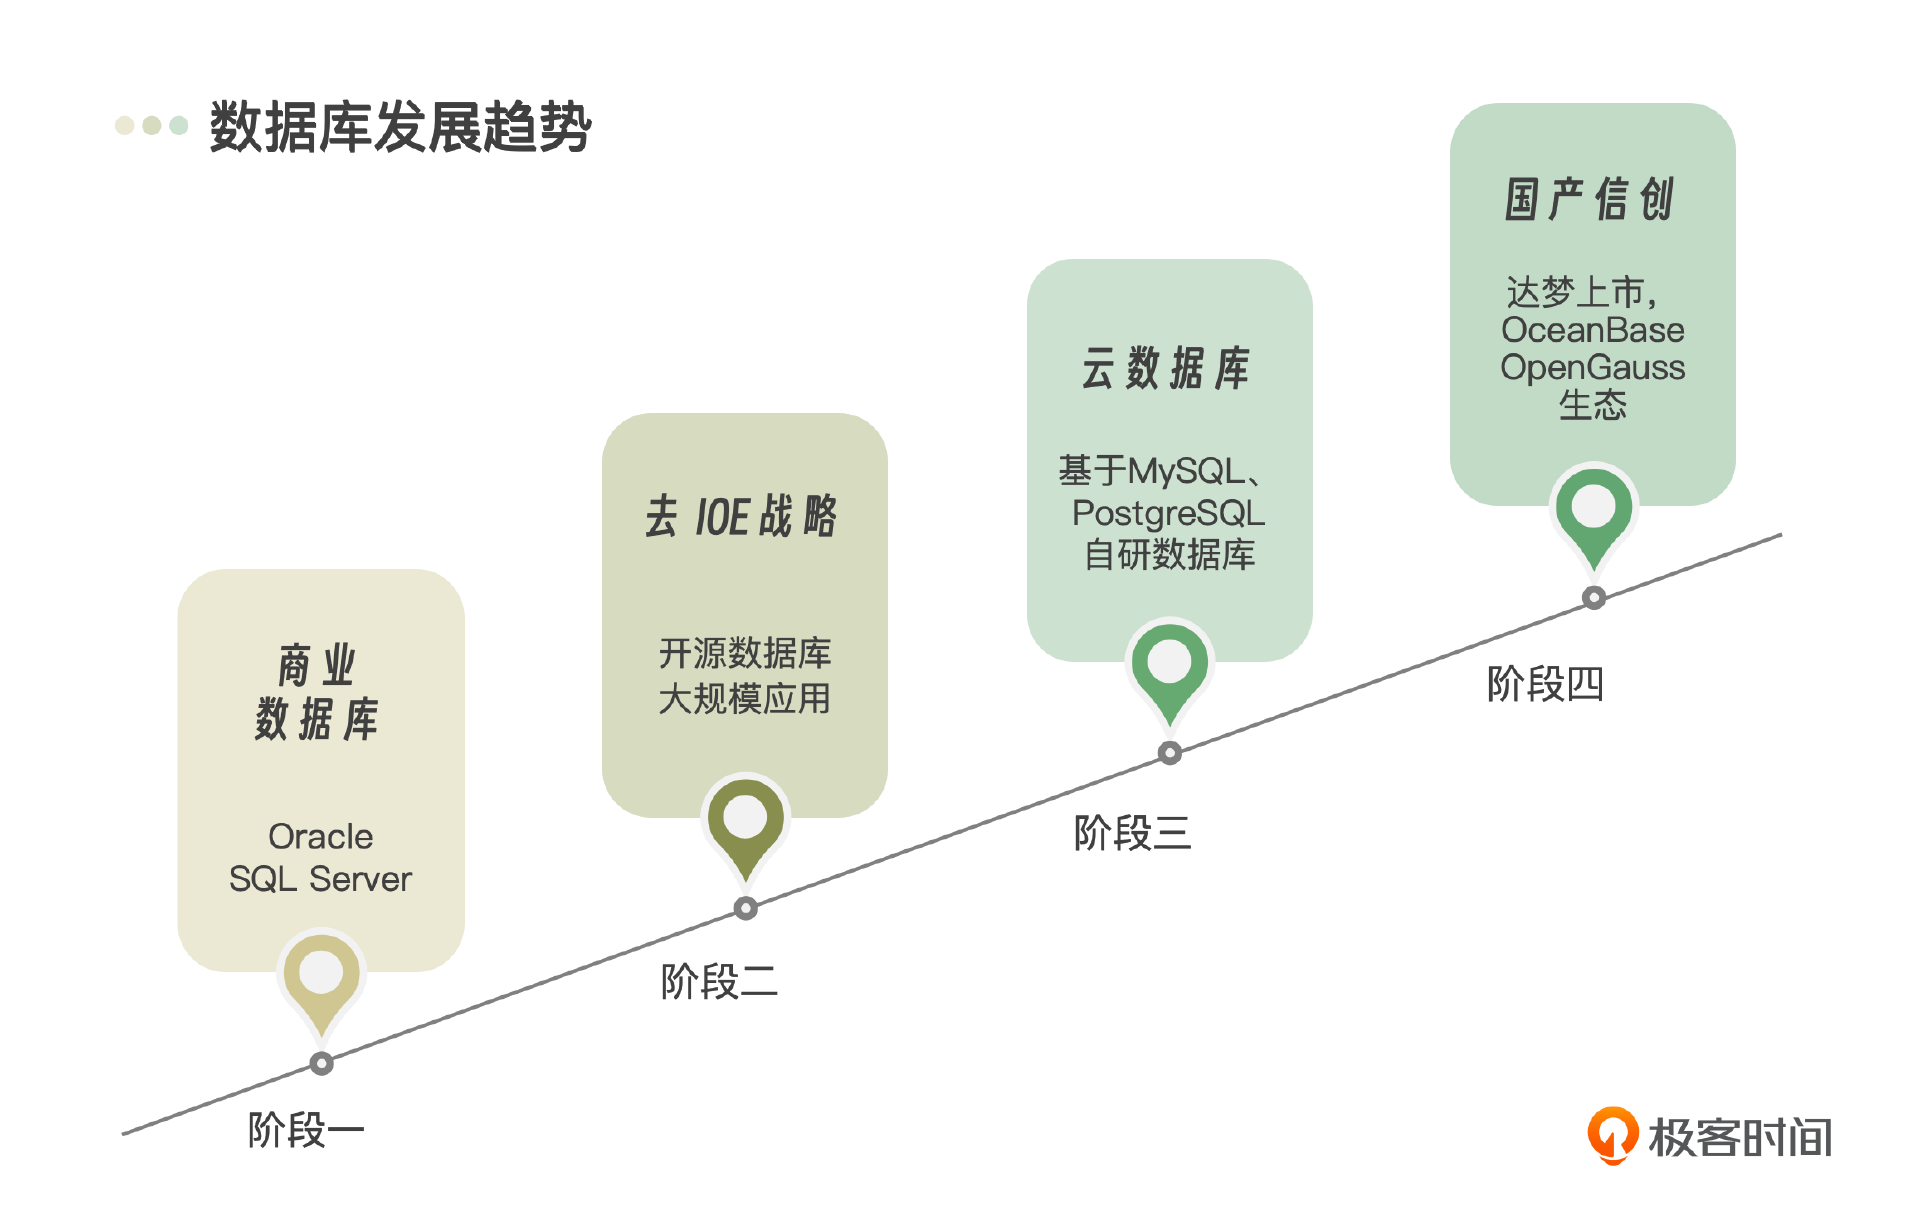 数据库发展趋势
商业
数据库
Oracle
SQL Server
阶段一
去 IOE战略
开源数据库
大规模应用
阶段二
云数据库
基于MySQL、
PostgreSQL
自研数据库
阶段三
国产信创
达梦上市，
OceanBase
OpenGauss
生态
阶段四
极客时间